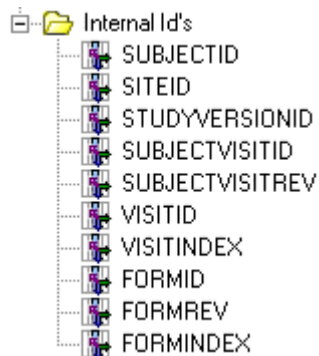 Internal Id's
SUBJECTID
SITEID
STUDYVERSIONID
SUBJECTVISITID
SUBJECTVISITREV
VISITID
VISITINDEX
FORMID
FORMREV
FORMINDEX